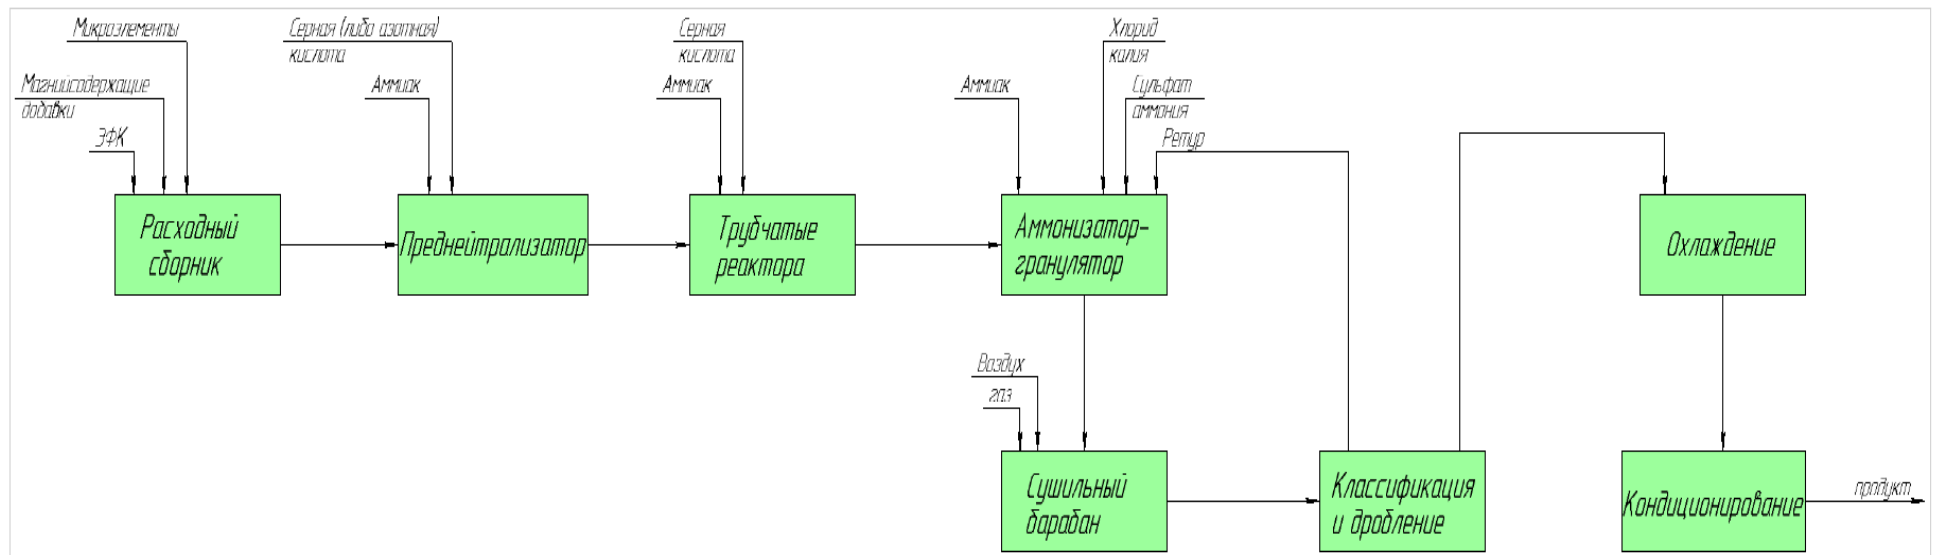 Микроэлементы
Магнийсодержащие
добавки
ЭФК
Расходный
сборник
Серная (либо азотная)
кислота
Аммиак
Преднейтрализатор
Серная
кислота
Аммиак
Трубчатые
реактора
Хлорид
калия
Аммиак
Сульфат
аммония
Ретур
Аммонизатор-
гранулятор
Охлаждение
Воздух
газ
Сушильный
барабан
Классификация
и дробление
Кондиционирование
продукт